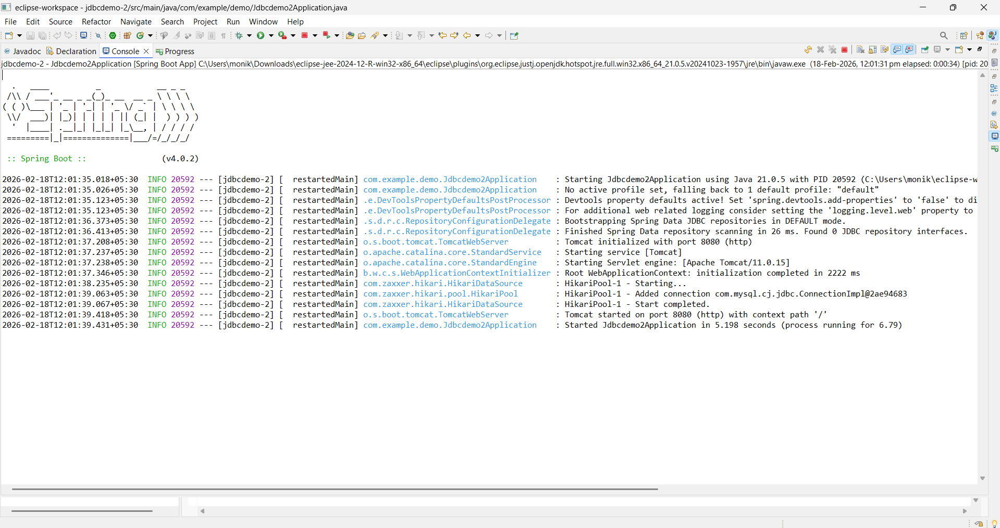 eclipse-workspace - jdbcdemo-2/src/main/java/com/example/demo/Jdbcdemo2Application.java
File Edit Source Refactor Navigate Search Project Run Window Help
@ Javadoc Declaration Console Progress
jdbcdemo-2 - Jdbcdemo2Application [Spring Boot App] C:\Users\monik\Downloads\eclipse-jee-2024-12-R-win32-x86_64\eclipse\plugins\org.eclipse.justj.openjdk.hotspot.jre.full.win32.x86_64_21.0.5.v20241023-1957\jre\bin\javaw.exe (18-Feb-2026, 12:01:31 pm elapsed: 0:00:34) [pid: 20
  .   ____          _            __ _ _
 /\\ / ___'_ __ _ _(_)_ __  __ _ \ \ \ \
( ( )\___ | '_ | '_| | '_ \/ _` | \ \ \ \
 \\/  ___)| |_)| | | | | || (_| |  ) ) ) )
  '  |____| .__|_| |_|_| |_\__, | / / / /
 =========|_|==============|___/=/_/_/_/
:: Spring Boot :: (v4.0.2)
2026-02-18T12:01:35.018+05:30 INFO 20592 --- [jdbcdemo-2] [ restartedMain] com.example.demo.Jdbcdemo2Application : Starting Jdbcdemo2Application using Java 21.0.5 with PID 20592 (C:\Users\monik\eclipse-w
2026-02-18T12:01:35.026+05:30 INFO 20592 --- [jdbcdemo-2] [ restartedMain] com.example.demo.Jdbcdemo2Application : No active profile set, falling back to 1 default profile: "default"
2026-02-18T12:01:35.123+05:30 INFO 20592 --- [jdbcdemo-2] [ restartedMain] .e.DevToolsPropertyDefaultsPostProcessor : Devtools property defaults active! Set 'spring.devtools.add-properties' to 'false' to di
2026-02-18T12:01:35.123+05:30 INFO 20592 --- [jdbcdemo-2] [ restartedMain] .e.DevToolsPropertyDefaultsPostProcessor : For additional web related logging consider setting the 'logging.level.web' property to
2026-02-18T12:01:36.373+05:30 INFO 20592 --- [jdbcdemo-2] [ restartedMain] .s.d.r.c.RepositoryConfigurationDelegate : Bootstrapping Spring Data JDBC repositories in DEFAULT mode.
2026-02-18T12:01:36.413+05:30 INFO 20592 --- [jdbcdemo-2] [ restartedMain] .s.d.r.c.RepositoryConfigurationDelegate : Finished Spring Data repository scanning in 26 ms. Found 0 JDBC repository interfaces.
2026-02-18T12:01:37.208+05:30 INFO 20592 --- [jdbcdemo-2] [ restartedMain] o.s.boot.tomcat.TomcatWebServer : Tomcat initialized with port 8080 (http)
2026-02-18T12:01:37.237+05:30 INFO 20592 --- [jdbcdemo-2] [ restartedMain] o.apache.catalina.core.StandardService : Starting service [Tomcat]
2026-02-18T12:01:37.238+05:30 INFO 20592 --- [jdbcdemo-2] [ restartedMain] o.apache.catalina.core.StandardEngine : Starting Servlet engine: [Apache Tomcat/11.0.15]
2026-02-18T12:01:37.346+05:30 INFO 20592 --- [jdbcdemo-2] [ restartedMain] b.w.c.s.WebApplicationContextInitializer : Root WebApplicationContext: initialization completed in 2222 ms
2026-02-18T12:01:38.235+05:30 INFO 20592 --- [jdbcdemo-2] [ restartedMain] com.zaxxer.hikari.HikariDataSource : HikariPool-1 - Starting...
2026-02-18T12:01:39.063+05:30 INFO 20592 --- [jdbcdemo-2] [ restartedMain] com.zaxxer.hikari.pool.HikariPool : HikariPool-1 - Added connection com.mysql.cj.jdbc.ConnectionImpl@2ae94683
2026-02-18T12:01:39.067+05:30 INFO 20592 --- [jdbcdemo-2] [ restartedMain] com.zaxxer.hikari.HikariDataSource : HikariPool-1 - Start completed.
2026-02-18T12:01:39.418+05:30 INFO 20592 --- [jdbcdemo-2] [ restartedMain] o.s.boot.tomcat.TomcatWebServer : Tomcat started on port 8080 (http) with context path '/'
2026-02-18T12:01:39.431+05:30 INFO 20592 --- [jdbcdemo-2] [ restartedMain] com.example.demo.Jdbcdemo2Application : Started Jdbcdemo2Application in 5.198 seconds (process running for 6.79)